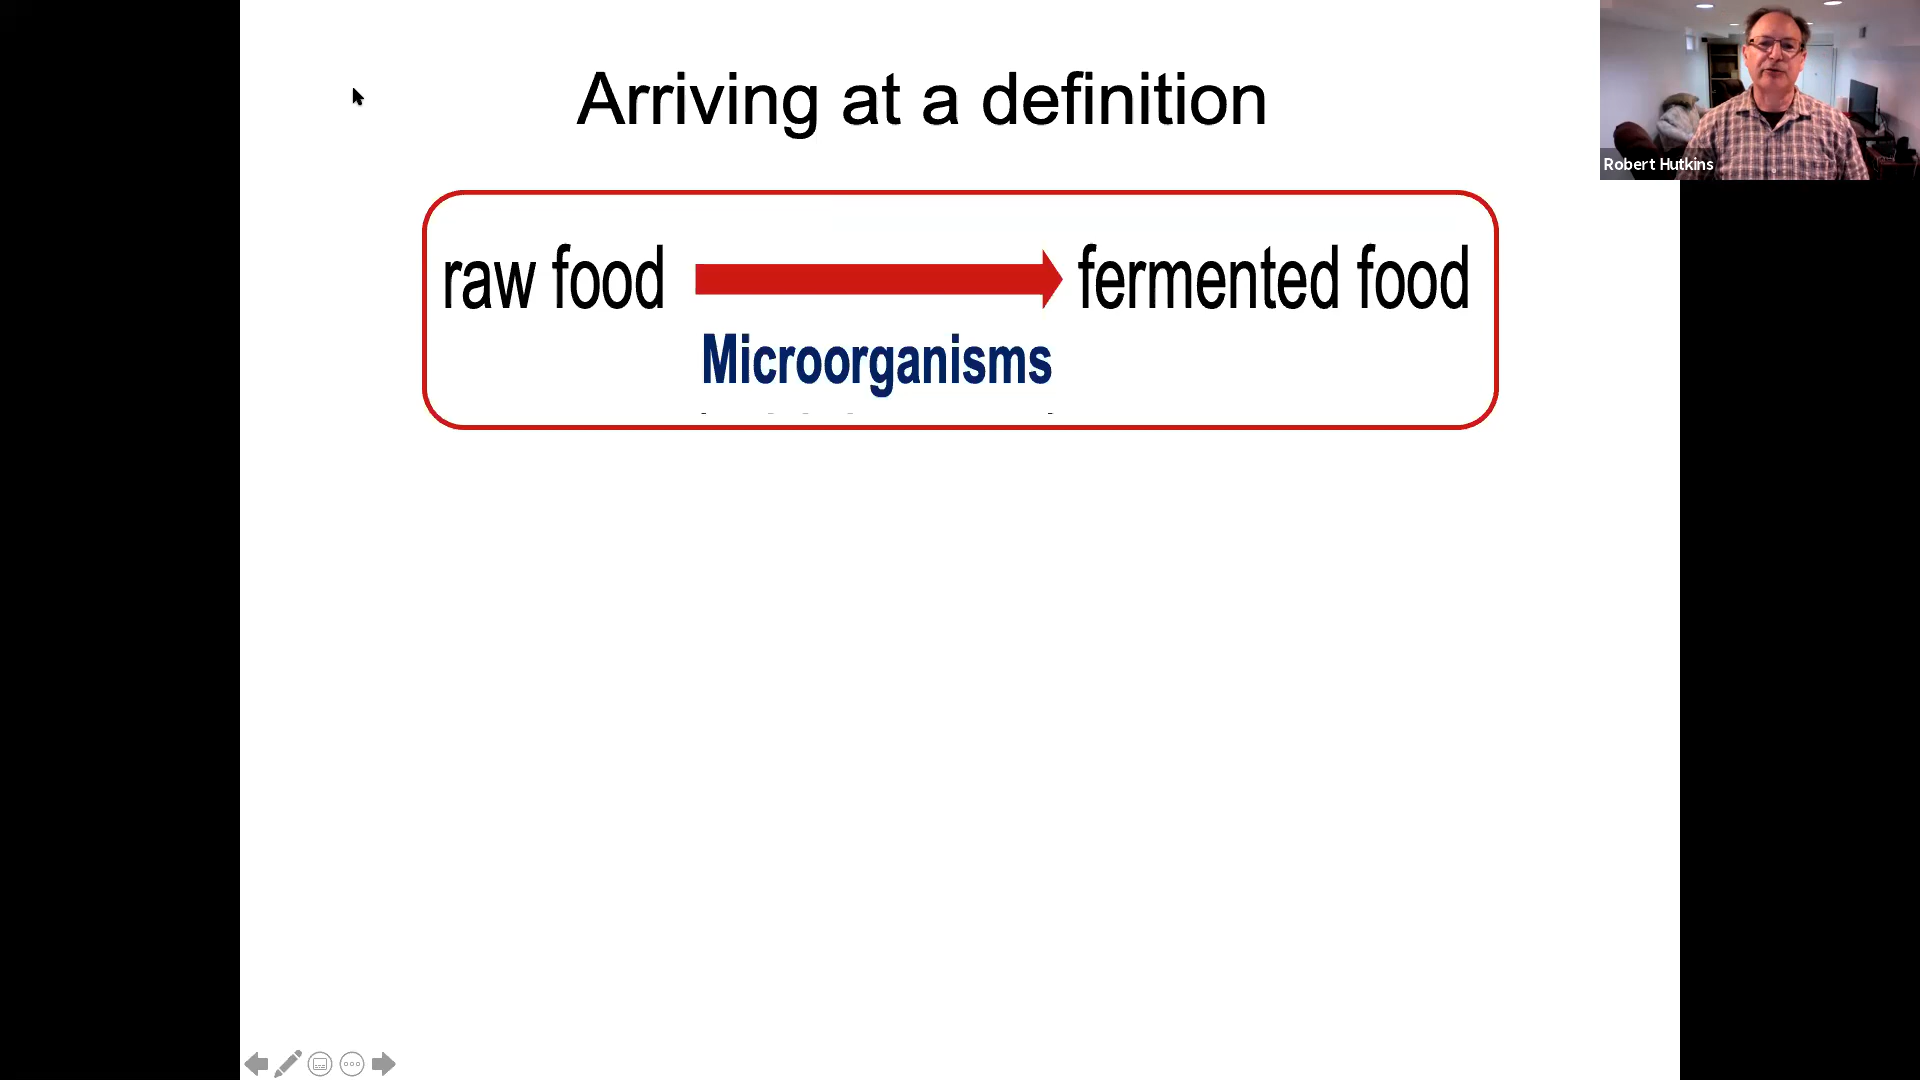 Arriving at a definition
raw food fermented food
Microorganisms
Robert Hutkins